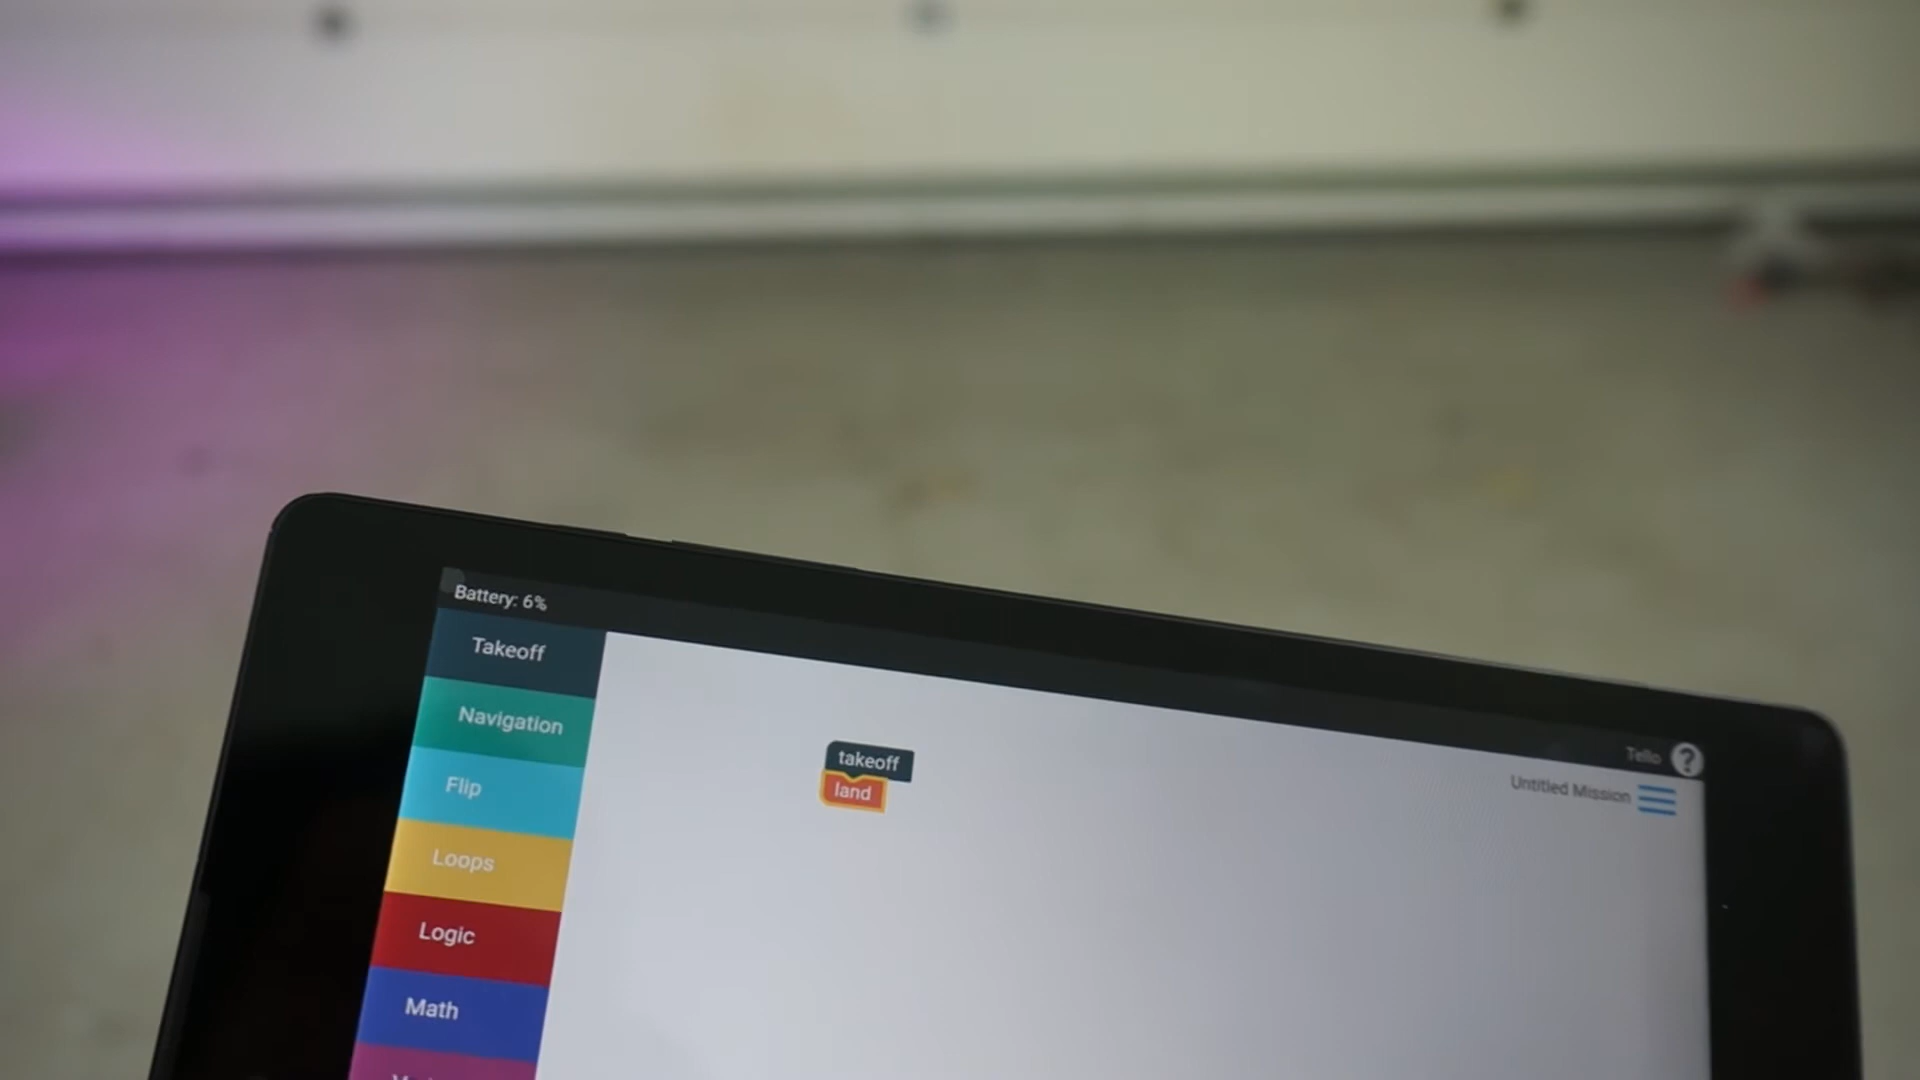 Battery: 6%
Tello ?
Takeoff
Navigation
Flip
Loops
Logic
Math
takeoff
land
Untitled Mission